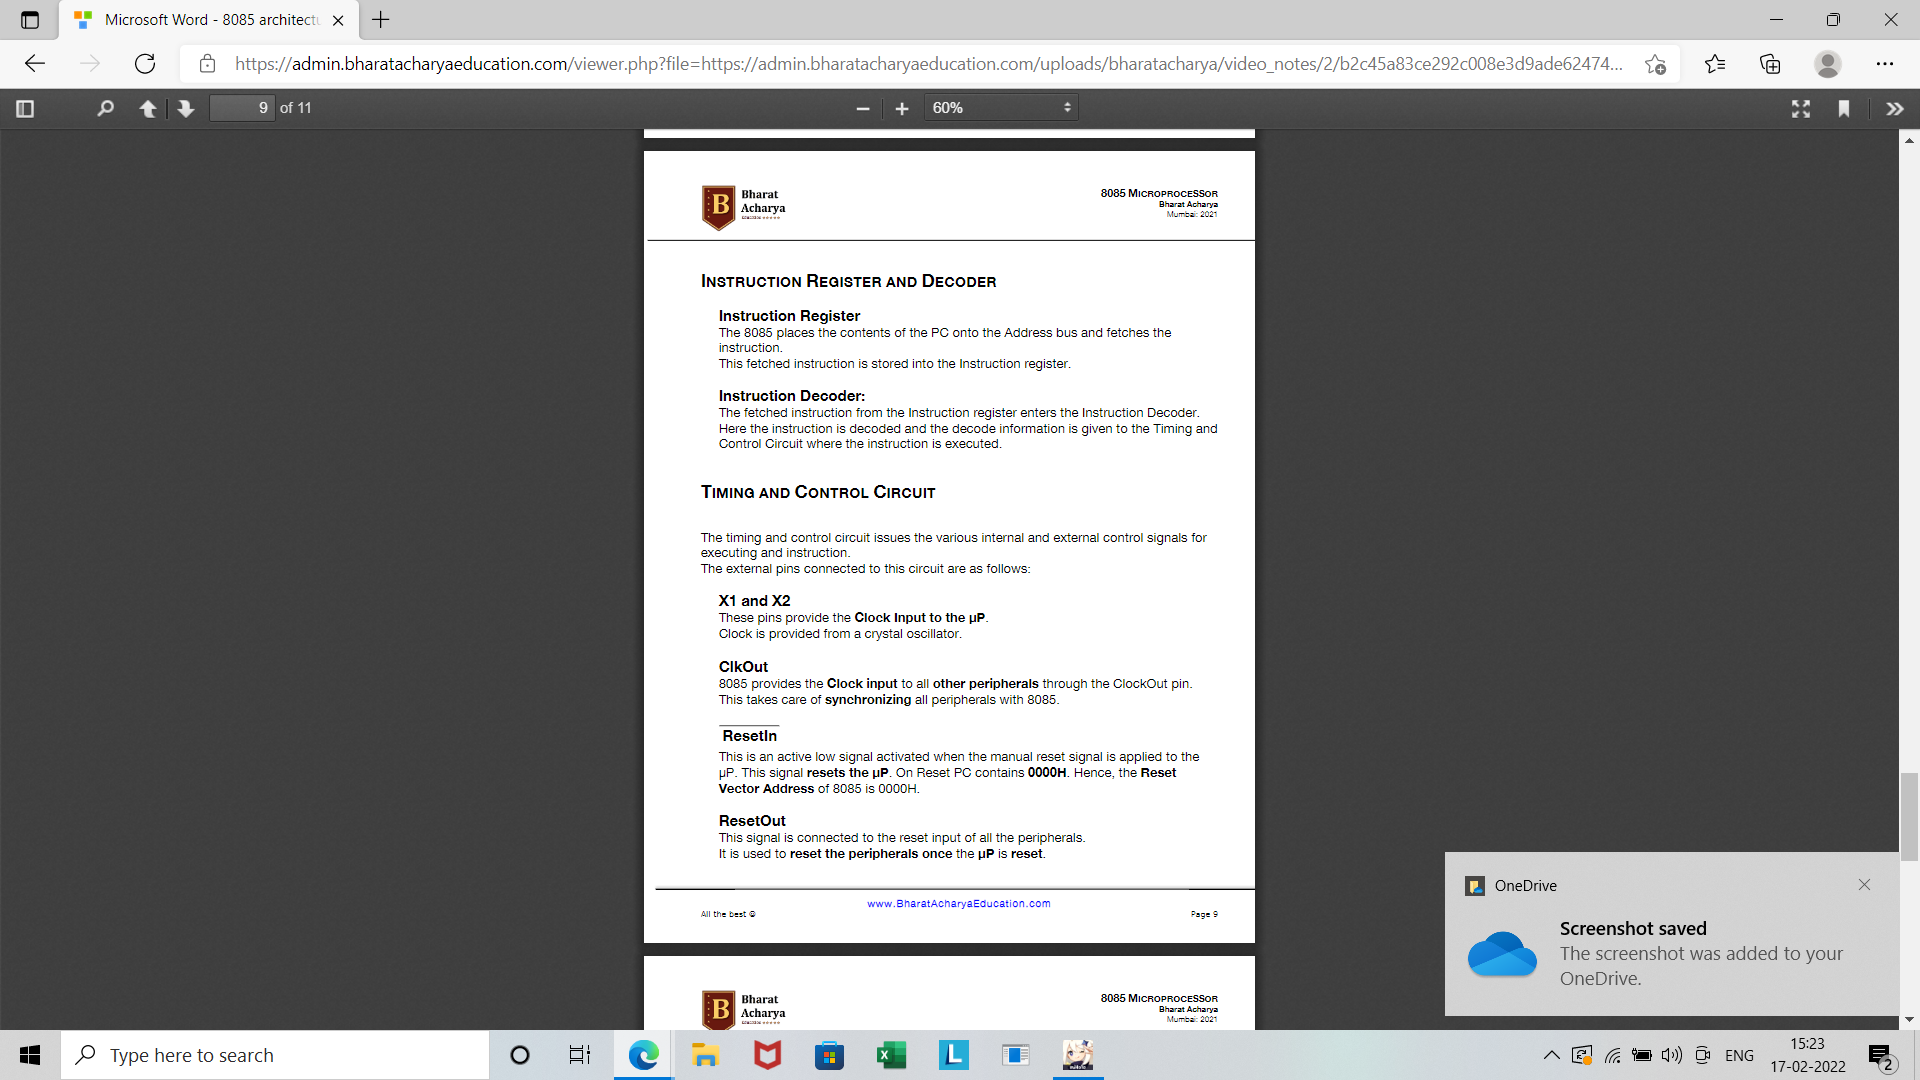 Microsoft Word - 8085 architectu
https://admin.bharatacharyaeducation.com/viewer.php?file=https://admin.bharatacharyaeducation.com/uploads/bharatacharya/video_notes/2/b2c45a83ce292c008e3d9ade62474...
9 of 11
60%
Bharat
Acharya
8085 MICROPROCESSOR
Bharat Acharya
Mumbai: 2021
INSTRUCTION REGISTER AND DECODER
Instruction Register
The 8085 places the contents of the PC onto the Address bus and fetches the
instruction.
This fetched instruction is stored into the Instruction register.
Instruction Decoder:
The fetched instruction from the Instruction register enters the Instruction Decoder.
Here the instruction is decoded and the decode information is given to the Timing and
Control Circuit where the instruction is executed.
TIMING AND CONTROL CIRCUIT
The timing and control circuit issues the various internal and external control signals for
executing and instruction.
The external pins connected to this circuit are as follows:
X1 and X2
These pins provide the Clock Input to the µP.
Clock is provided from a crystal oscillator.
ClkOut
8085 provides the Clock input to all other peripherals through the ClockOut pin.
This takes care of synchronizing all peripherals with 8085.
ResetIn
This is an active low signal activated when the manual reset signal is applied to the
µP. This signal resets the µP. On Reset PC contains 0000H. Hence, the Reset
Vector Address of 8085 is 0000H.
ResetOut
This signal is connected to the reset input of all the peripherals.
It is used to reset the peripherals once the µP is reset.
www.BharatAcharyaEducation.com
All the best ☺
Page 9
Bharat
Acharya
8085 MICROPROCESSOR
Bharat Acharya
Mumbai: 2021
OneDrive
Screenshot saved
The screenshot was added to your
OneDrive.
Type here to search
ENG
15:23
17-02-2022
2